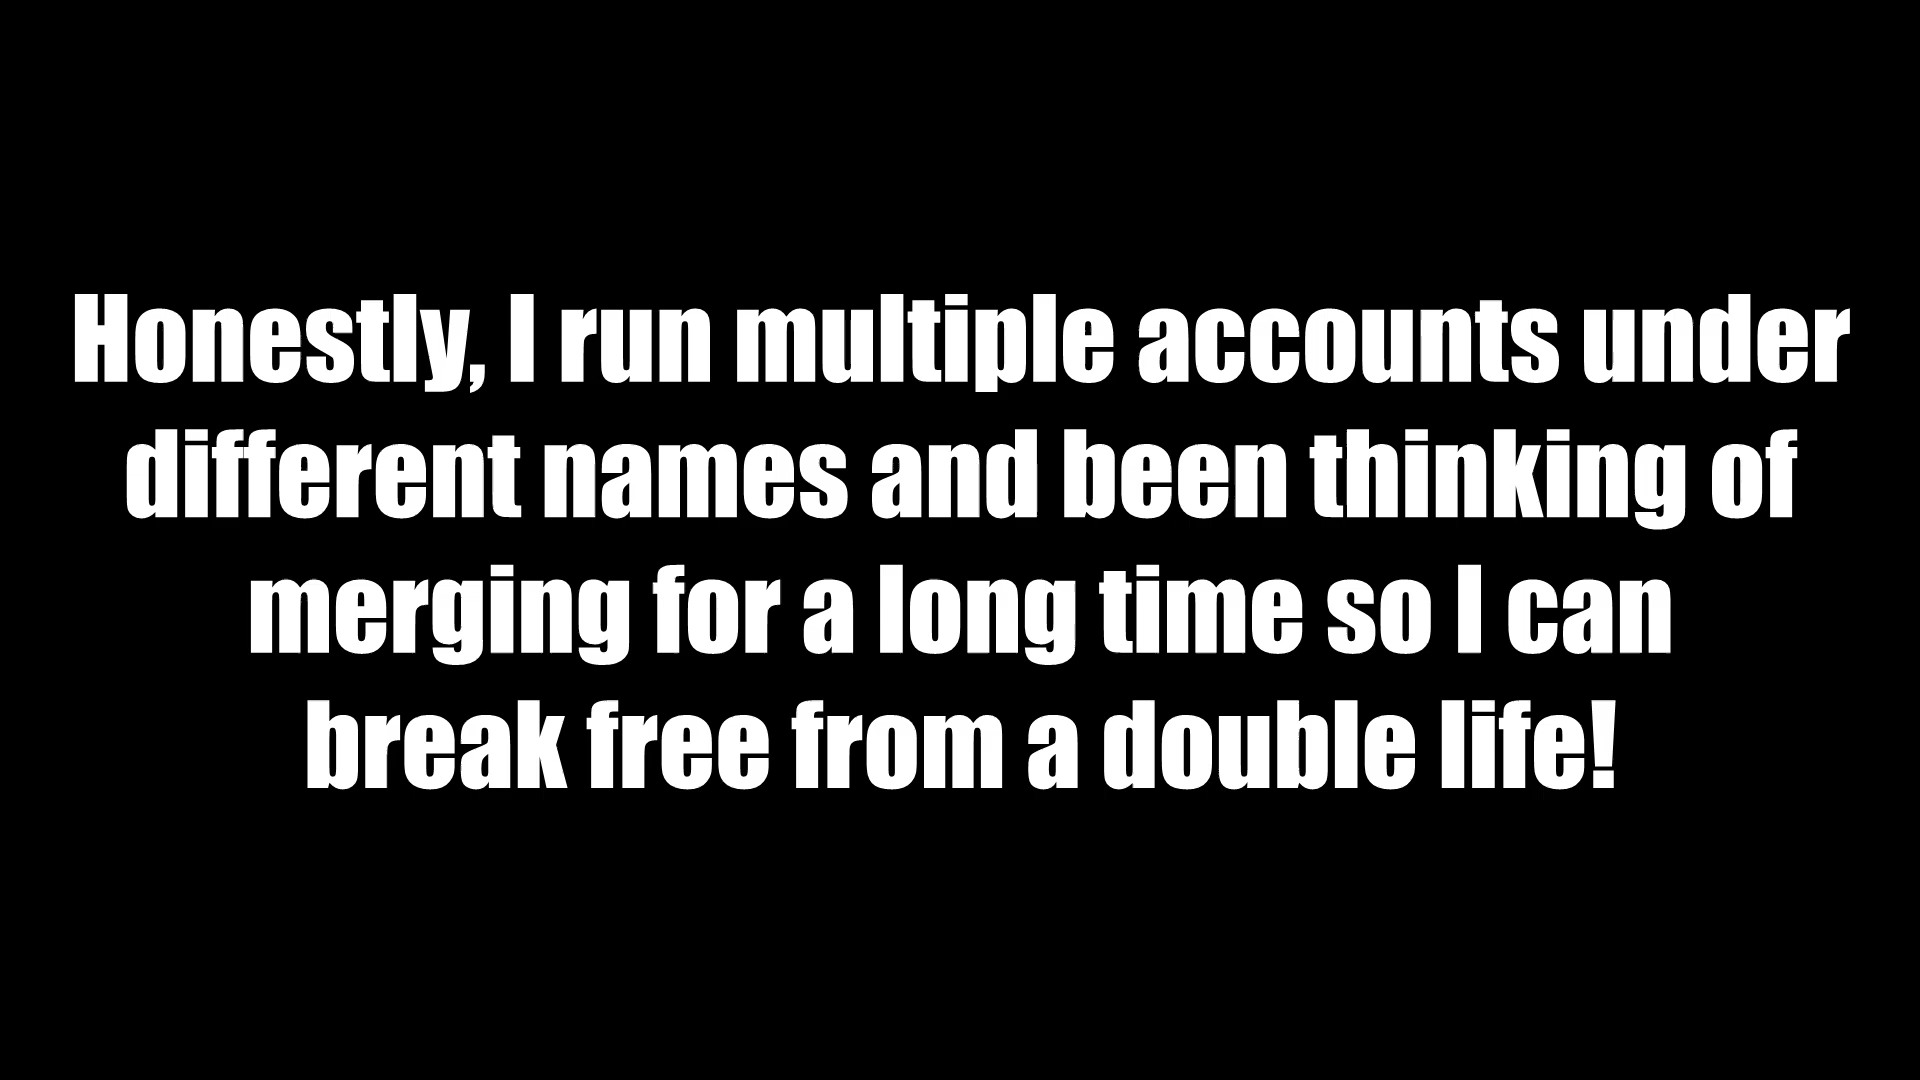 Honestly, I run multiple accounts under
different names and been thinking of
merging for a long time so I can
break free from a double life!